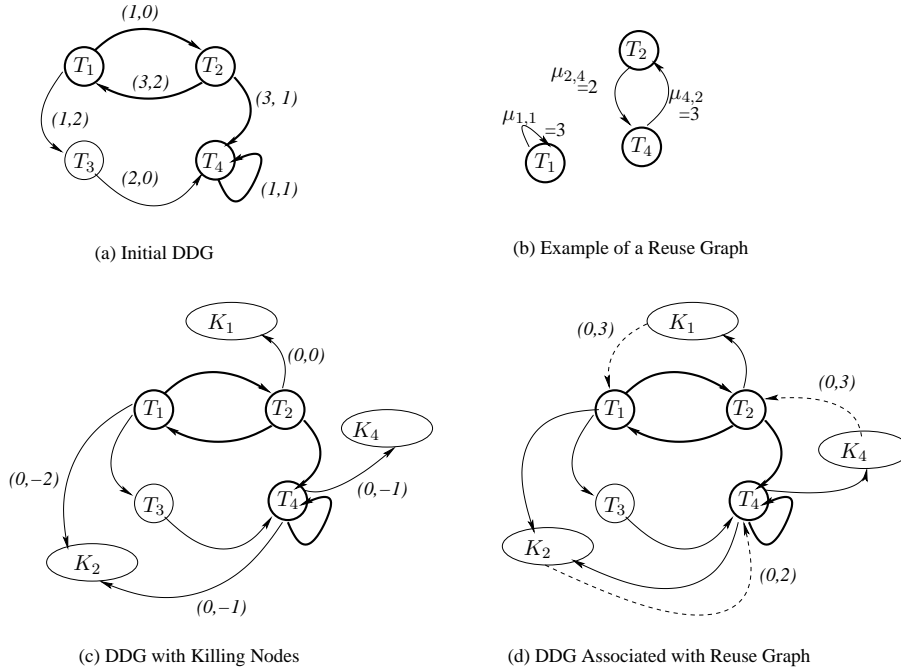 (1,0)
T1
T2
(3,2)
(3, 1)
(1,2)
T3
(2,0)
T4
(1,1)
(a) Initial DDG
T2
μ2,4
=2
μ4,2
=3
T4
μ1,1
=3
T1
(b) Example of a Reuse Graph
K1
(0,0)
T1
T2
K4
(0,−2)
(0,−1)
T3
T4
K2
(0,−1)
(c) DDG with Killing Nodes
K1
(0,3)
(0,3)
T1
T2
K4
T3
T4
K2
(0,2)
(d) DDG Associated with Reuse Graph